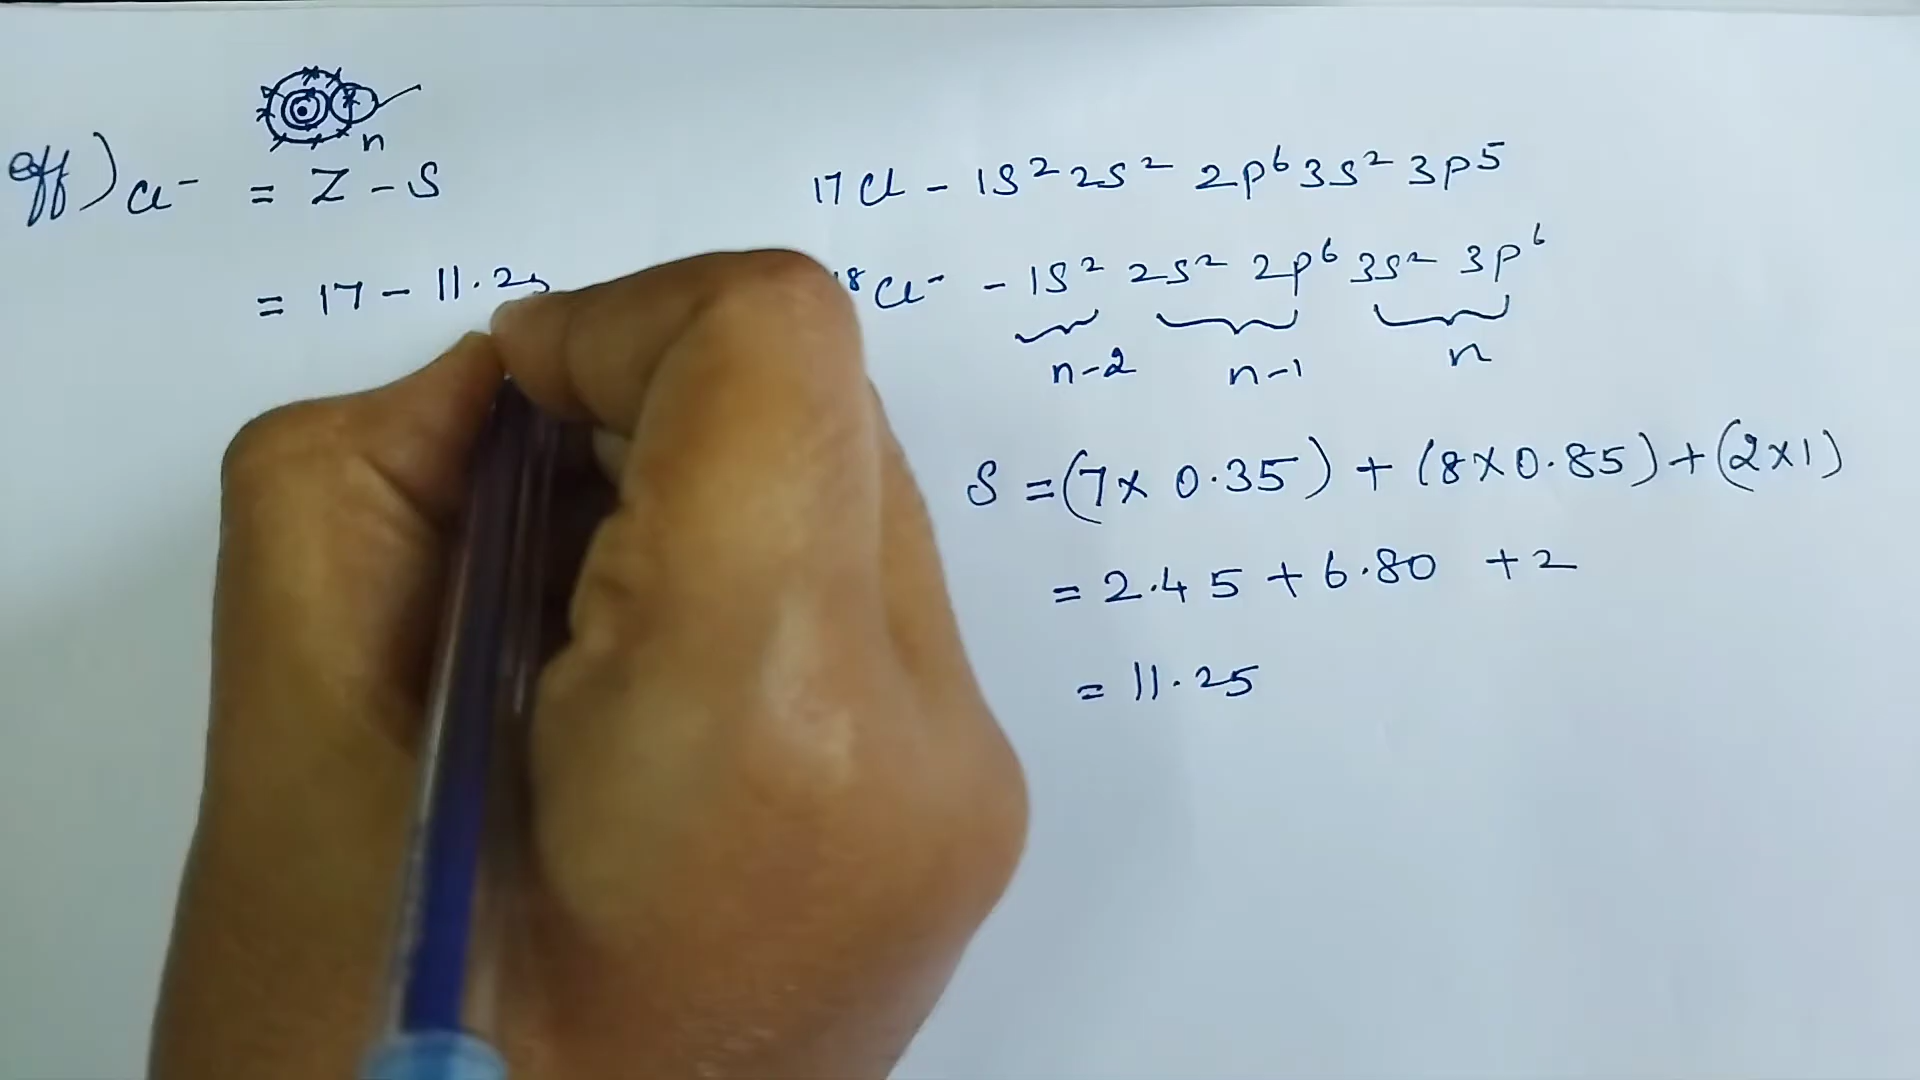 n
eff)Cl⁻ = Z - S
= 17 - 11.25
17Cl - 1S² 2S² 2p⁶ 3S² 3p⁵
18Cl⁻ - 1S² 2S² 2p⁶ 3S² 3p⁶
n-2 n-1 n
S = (7 × 0.35) + (8 × 0.85) + (2 × 1)
= 2.45 + 6.80 + 2
= 11.25